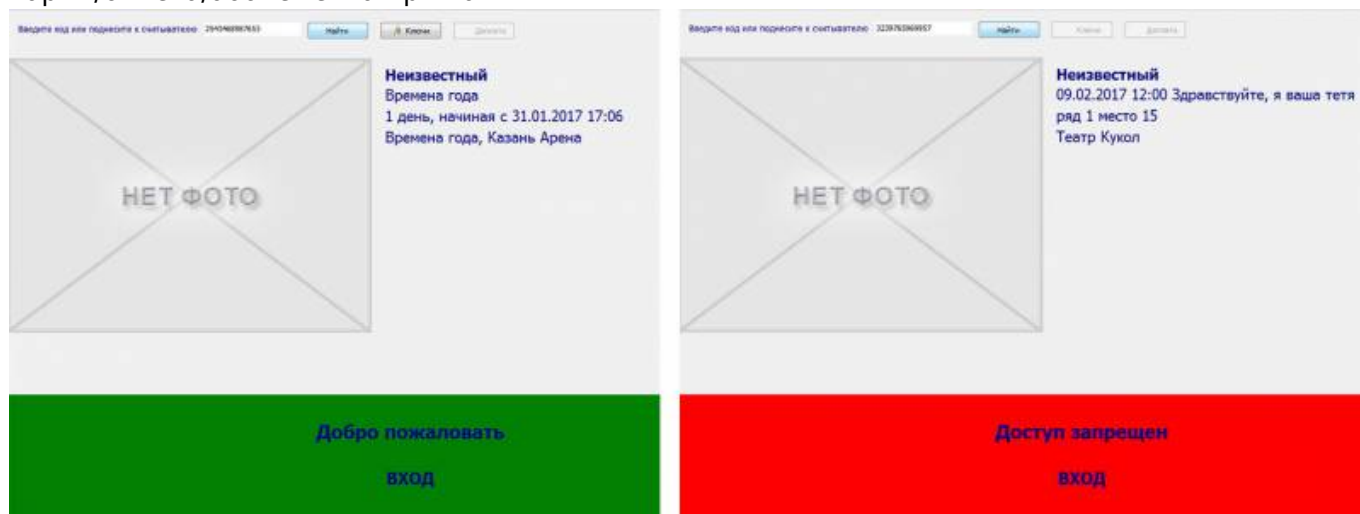 Введите код или поднесите к считывателю
Найти
Ключи
Неизвестный
Времена года
1 день, начиная с 31.01.2017 17:06
Времена года, Казань Арена
НЕТ ФОТО
Добро пожаловать
ВХОД
Введите код или поднесите к считывателю
Найти
Ключи
Неизвестный
09.02.2017 12:00 Здравствуйте, я ваша тетя
ряд 1 место 15
Театр Кукол
НЕТ ФОТО
Доступ запрещен
ВХОД